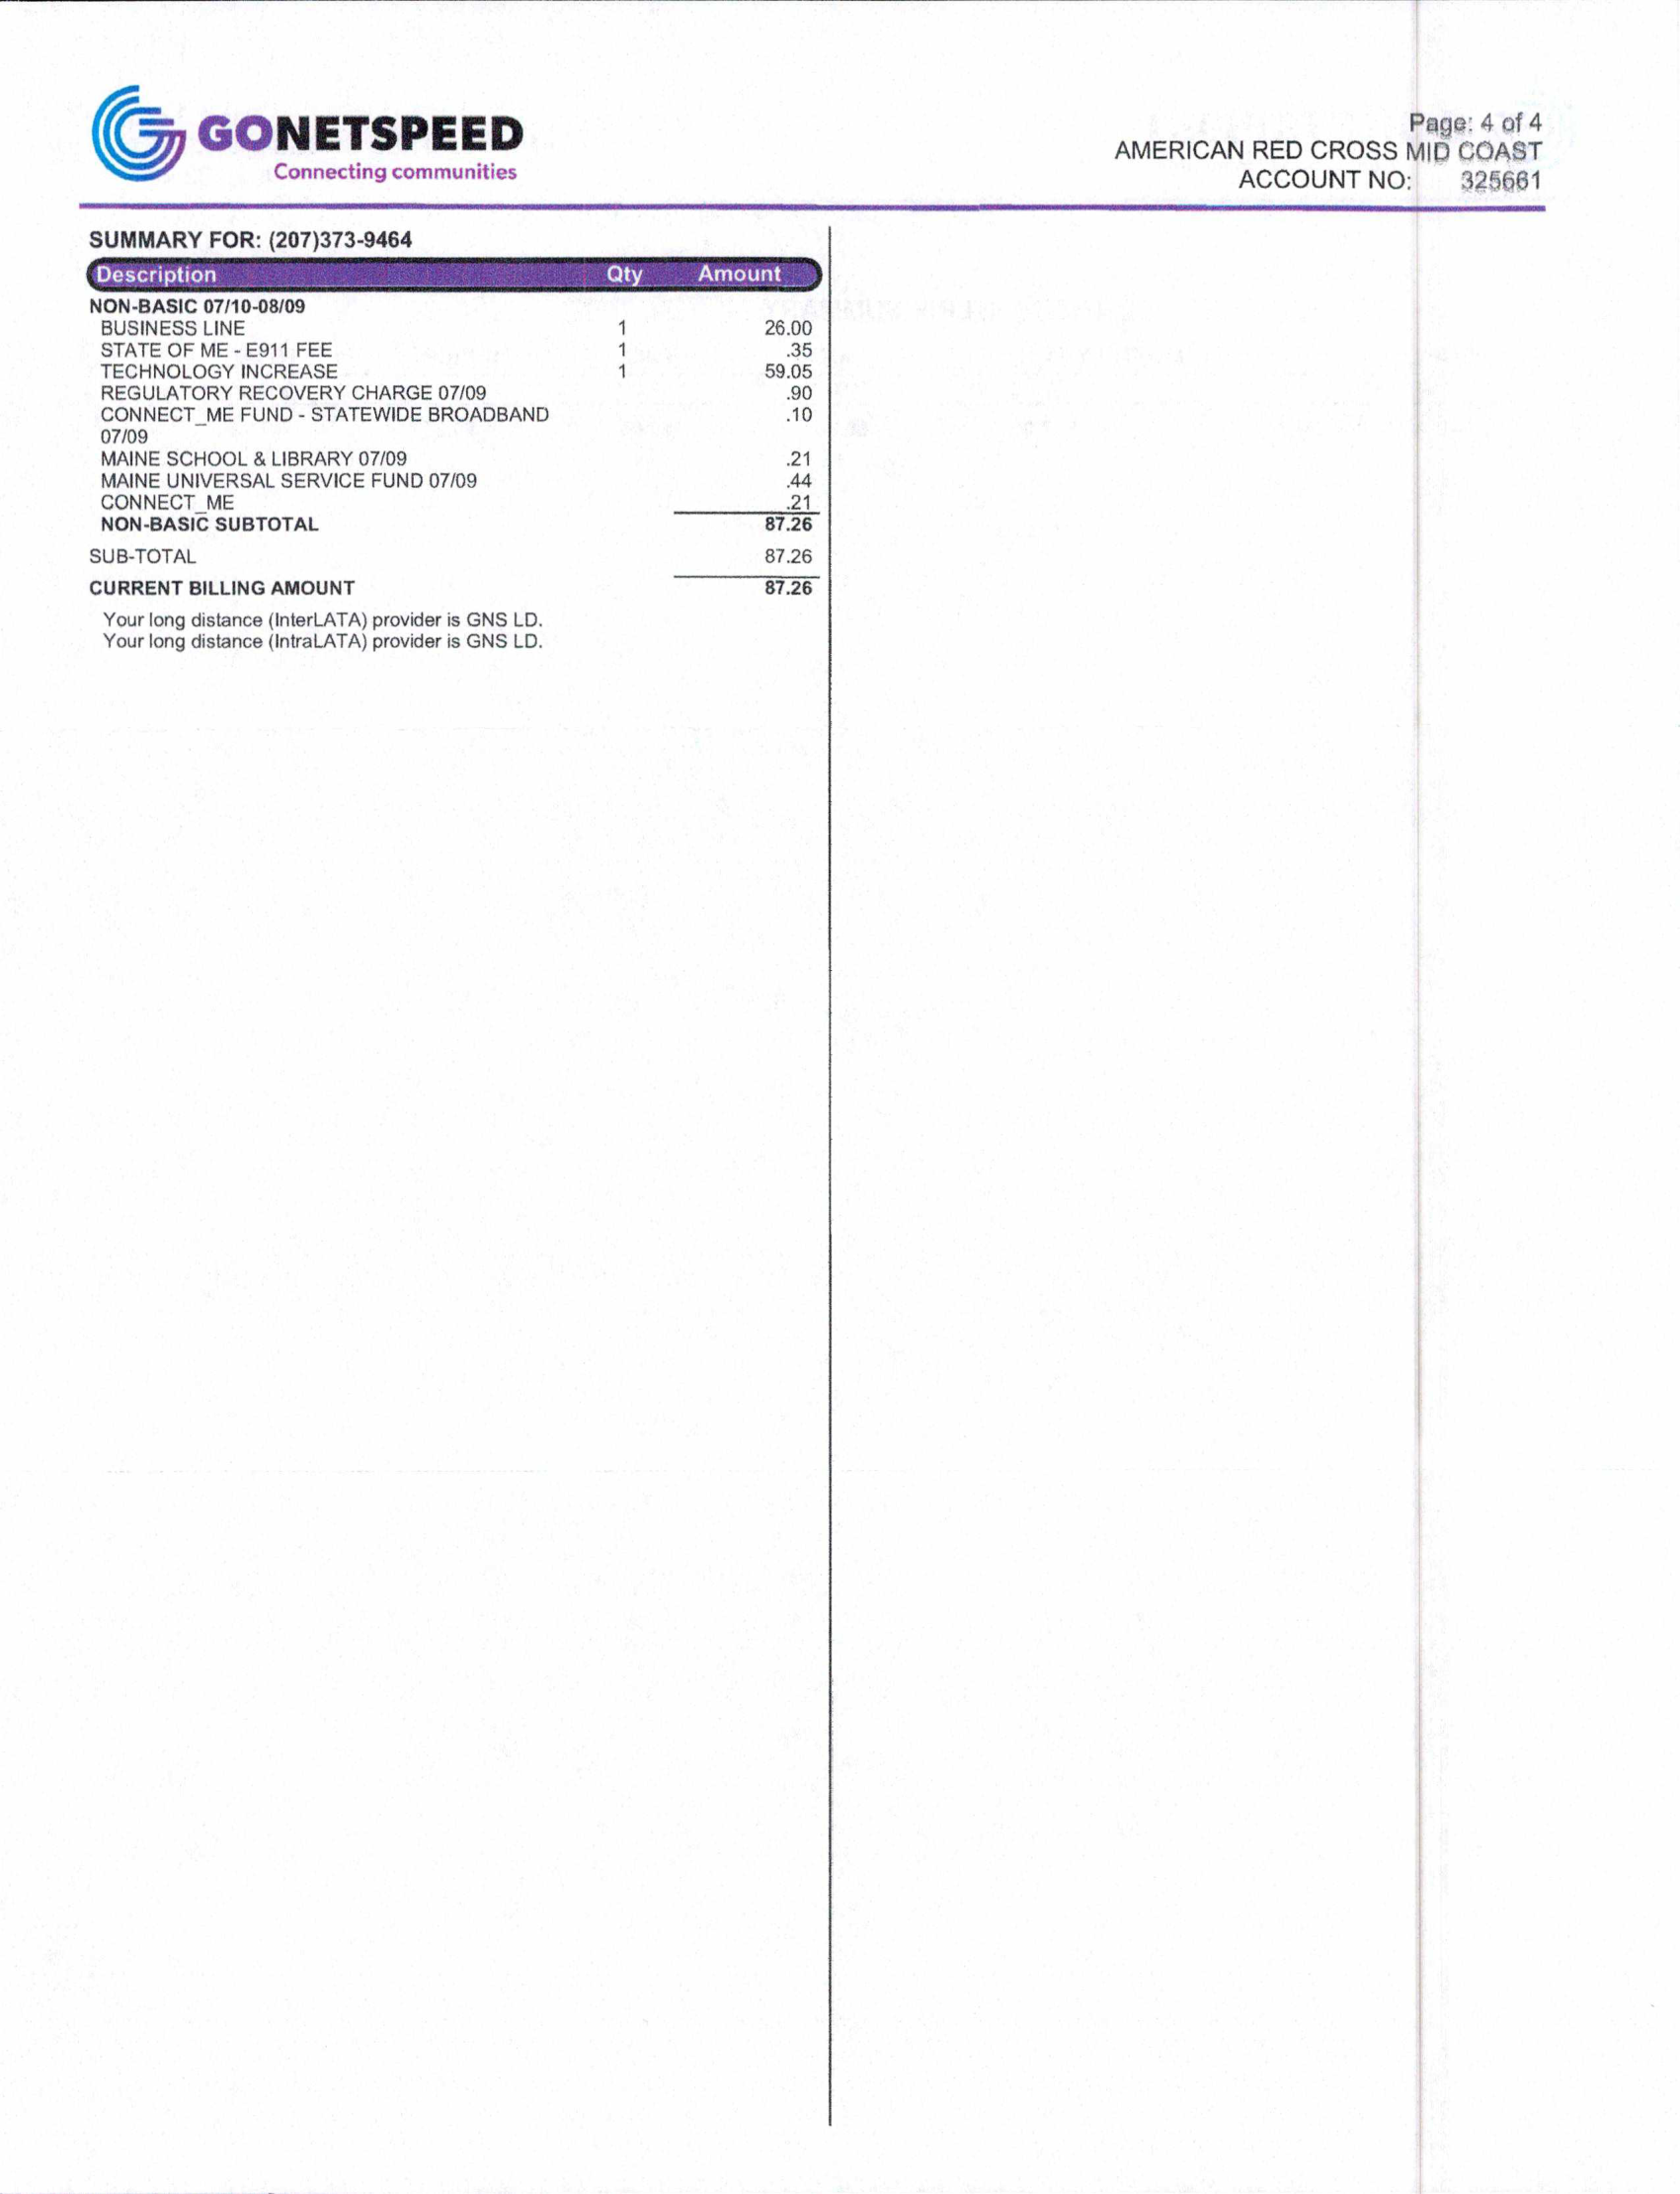 GONETSPEED
Connecting communities
Page: 4 of 4
AMERICAN RED CROSS MID COAST
ACCOUNT NO: 325661
SUMMARY FOR: (207)373-9464
Description Qty Amount
NON-BASIC 07/10-08/09
BUSINESS LINE 1 26.00
STATE OF ME - E911 FEE 1 .35
TECHNOLOGY INCREASE 1 59.05
REGULATORY RECOVERY CHARGE 07/09 .90
CONNECT_ME FUND - STATEWIDE BROADBAND .10
07/09
MAINE SCHOOL & LIBRARY 07/09 .21
MAINE UNIVERSAL SERVICE FUND 07/09 .44
CONNECT_ME .21
NON-BASIC SUBTOTAL 87.26
SUB-TOTAL 87.26
CURRENT BILLING AMOUNT 87.26
Your long distance (InterLATA) provider is GNS LD.
Your long distance (IntraLATA) provider is GNS LD.